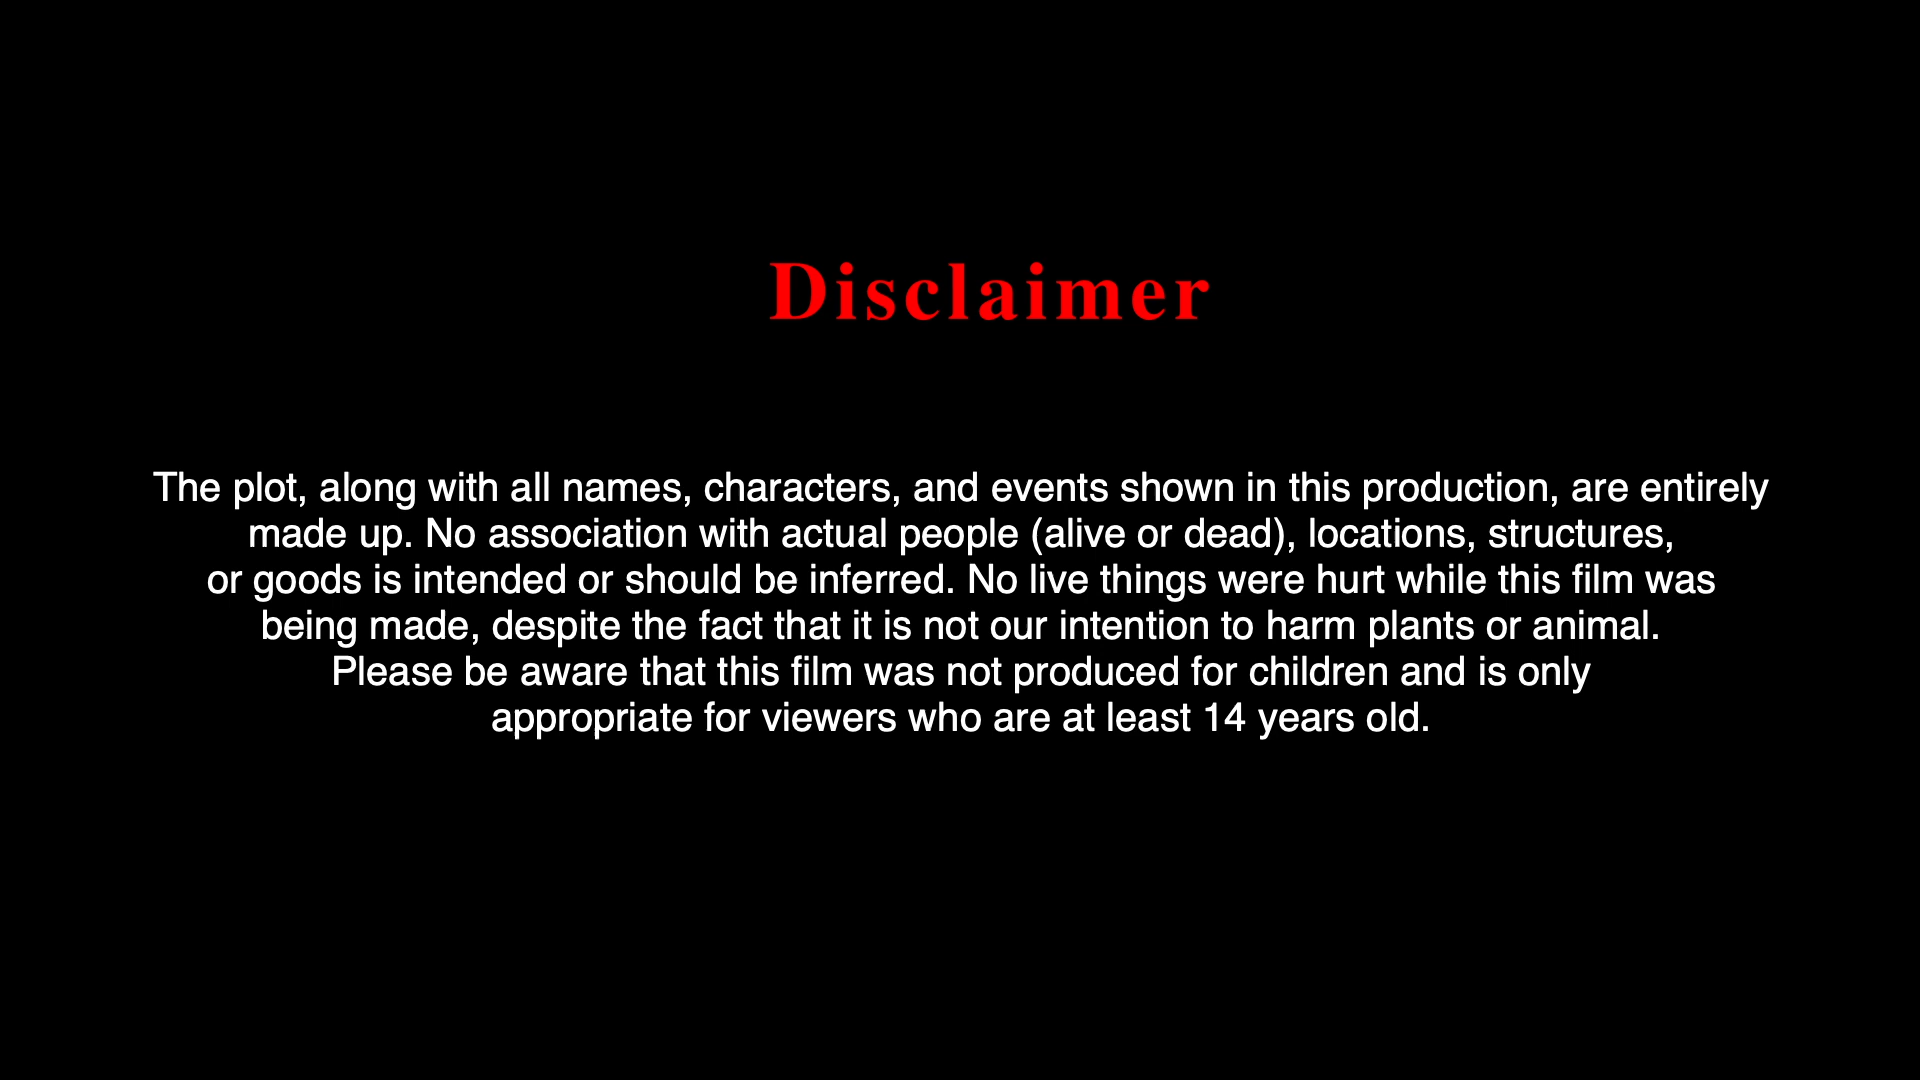 Disclaimer
The plot, along with all names, characters, and events shown in this production, are entirely
made up. No association with actual people (alive or dead), locations, structures,
or goods is intended or should be inferred. No live things were hurt while this film was
being made, despite the fact that it is not our intention to harm plants or animal.
Please be aware that this film was not produced for children and is only
appropriate for viewers who are at least 14 years old.